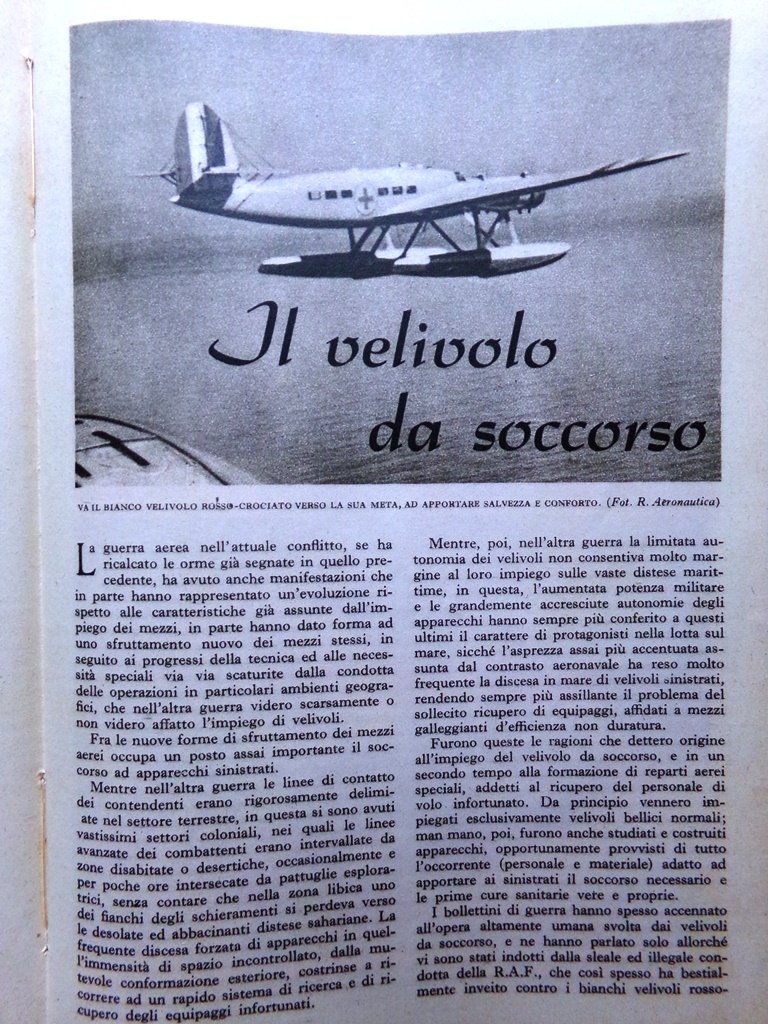 Il velivolo
da soccorso
VA IL BIANCO VELIVOLO ROSSO-CROCIATO VERSO LA SUA META, AD APPORTARE SALVEZZA E CONFORTO. (Fot. R. Aeronautica)
La guerra aerea nell'attuale conflitto, se ha
ricalcato le orme già segnate in quello pre-
cedente, ha avuto anche manifestazioni che
in parte hanno rappresentato un'evoluzione ri-
spetto alle caratteristiche già assunte dall'im-
piego dei mezzi, in parte hanno dato forma ad
uno sfruttamento nuovo dei mezzi stessi, in
seguito ai progressi della tecnica ed alle neces-
sità speciali via via scaturite dalla condotta
delle operazioni in particolari ambienti geogra-
fici, che nell'altra guerra videro scarsamente o
non videro affatto l'impiego di velivoli.
Fra le nuove forme di sfruttamento dei mezzi
aerei occupa un posto assai importante il soc-
corso ad apparecchi sinistrati.
Mentre nell'altra guerra le linee di contatto
dei contendenti erano rigorosamente delimi-
ate nel settore terrestre, in questa si sono avuti
vastissimi settori coloniali, nei quali le linee
avanzate dei combattenti erano intervallate da
zone disabitate o desertiche, occasionalmente e
per poche ore intersecate da pattuglie esplora-
trici, senza contare che nella zona libica uno
dei fianchi degli schieramenti si perdeva verso
le desolate ed abbacinanti distese sahariane. La
frequente discesa forzata di apparecchi in quel-
l'immensità di spazio incontrollato, dalla mu-
tevole conformazione esteriore, costrinse a ri-
correre ad un rapido sistema di ricerca e di ri-
cupero degli equipaggi infortunati.
Mentre, poi, nell'altra guerra la limitata au-
tonomia dei velivoli non consentiva molto mar-
gine al loro impiego sulle vaste distese marit-
time, in questa, l'aumentata potenza militare
e le grandemente accresciute autonomie degli
apparecchi hanno sempre più conferito a questi
ultimi il carattere di protagonisti nella lotta sul
mare, sicché l'asprezza assai più accentuata as-
sunta dal contrasto aeronavale ha reso molto
frequente la discesa in mare di velivoli sinistrati,
rendendo sempre più assillante il problema del
sollecito ricupero di equipaggi, affidati a mezzi
galleggianti d'efficienza non duratura.
Furono queste le ragioni che dettero origine
all'impiego del velivolo da soccorso, e in un
secondo tempo alla formazione di reparti aerei
speciali, addetti al ricupero del personale di
volo infortunato. Da principio vennero im-
piegati esclusivamente velivoli bellici normali;
man mano, poi, furono anche studiati e costruiti
apparecchi, opportunamente provvisti di tutto
l'occorrente (personale e materiale) adatto ad
apportare ai sinistrati il soccorso necessario e
le prime cure sanitarie vere e proprie.
I bollettini di guerra hanno spesso accennato
all'opera altamente umana svolta dai velivoli
da soccorso, e ne hanno parlato solo allorché
vi sono stati indotti dalla sleale ed illegale con-
dotta della R.A.F., che così spesso ha bestial-
mente inveito contro i bianchi velivoli rosso-